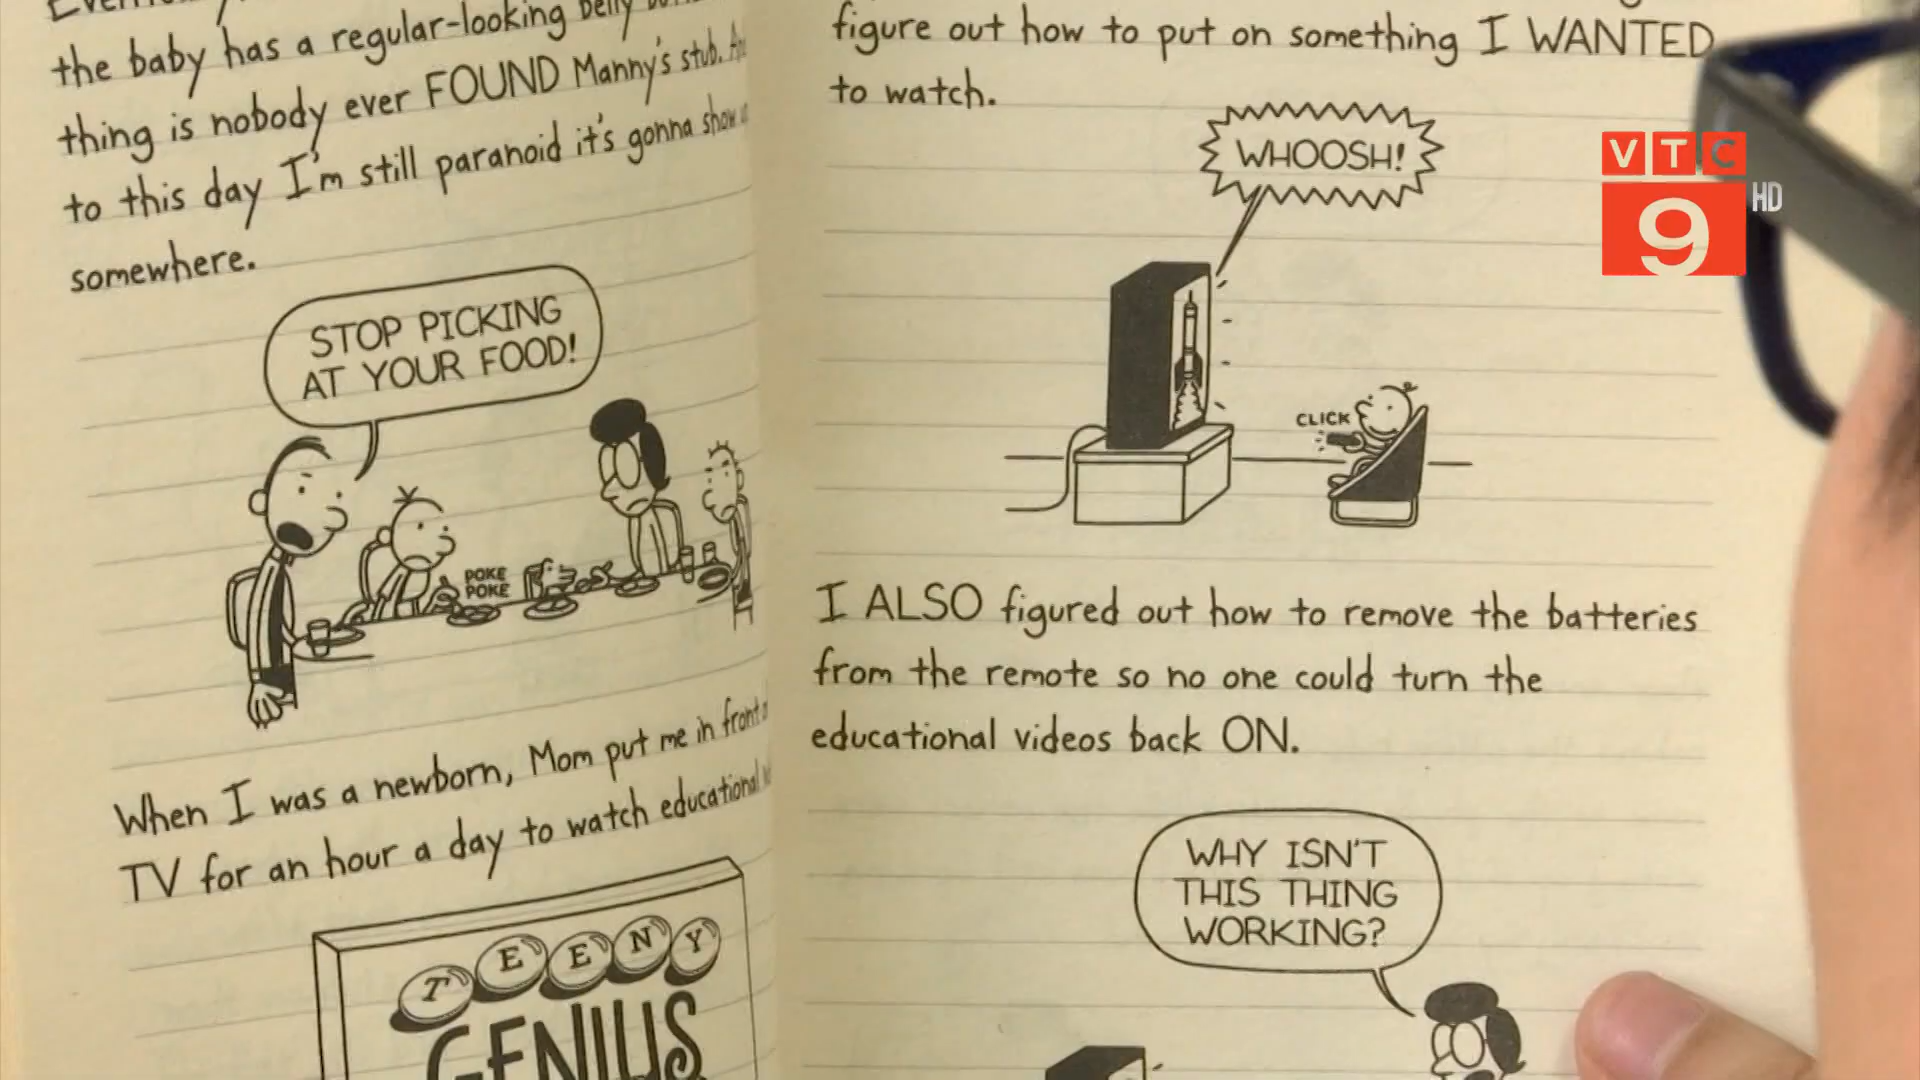 the baby has a regular-looking belly
thing is nobody ever FOUND Manny's stub.
to this day I'm still paranoid it's gonna show
somewhere.
STOP PICKING
AT YOUR FOOD!
POKE
POKE
When I was a newborn, Mom put me in front
TV for an hour a day to watch educational
TEENY
GENIUS
figure out how to put on something I WANTED
to watch.
WHOOSH!
CLICK
I ALSO figured out how to remove the batteries
from the remote so no one could turn the
educational videos back ON.
WHY ISN'T
THIS THING
WORKING?
VTC
9
HD